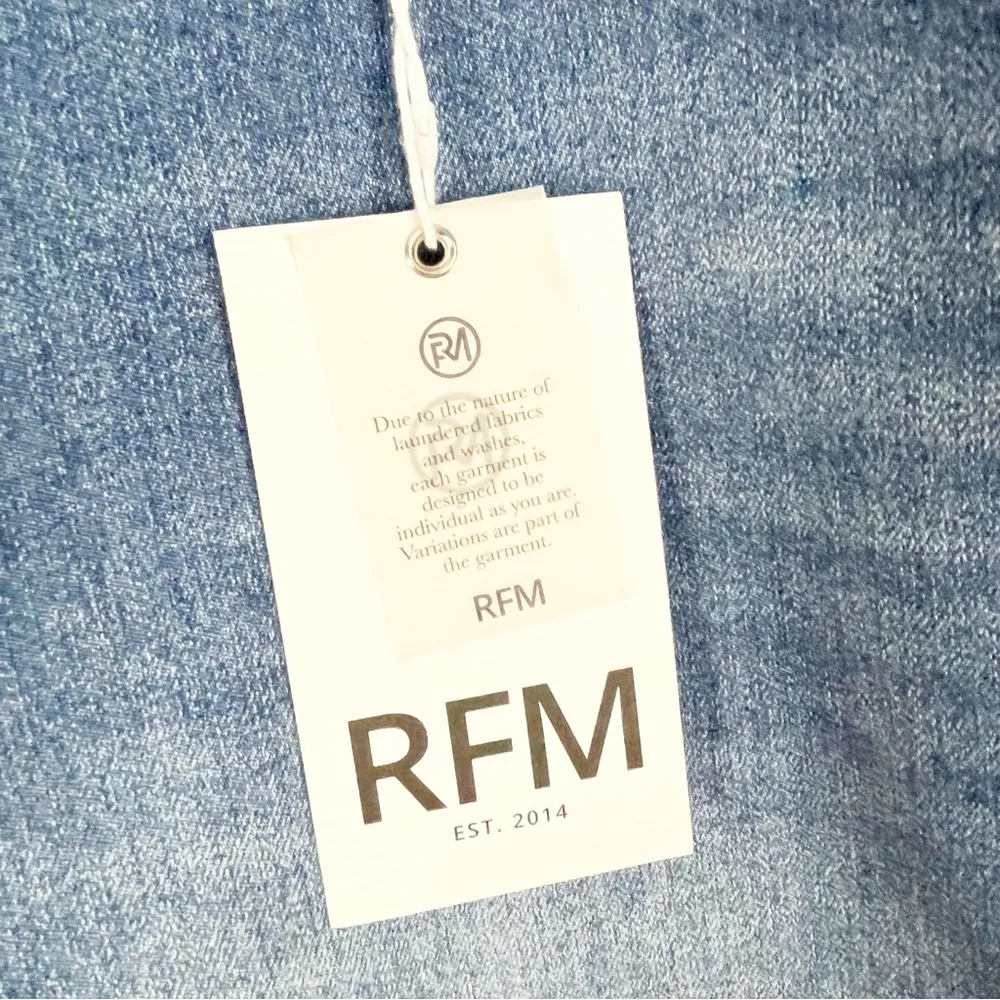 RFM
Due to the nature of
laundered fabrics
and washes,
each garment is
designed to be
individual as you are.
Variations are part of
the garment.
RFM
RFM
EST. 2014